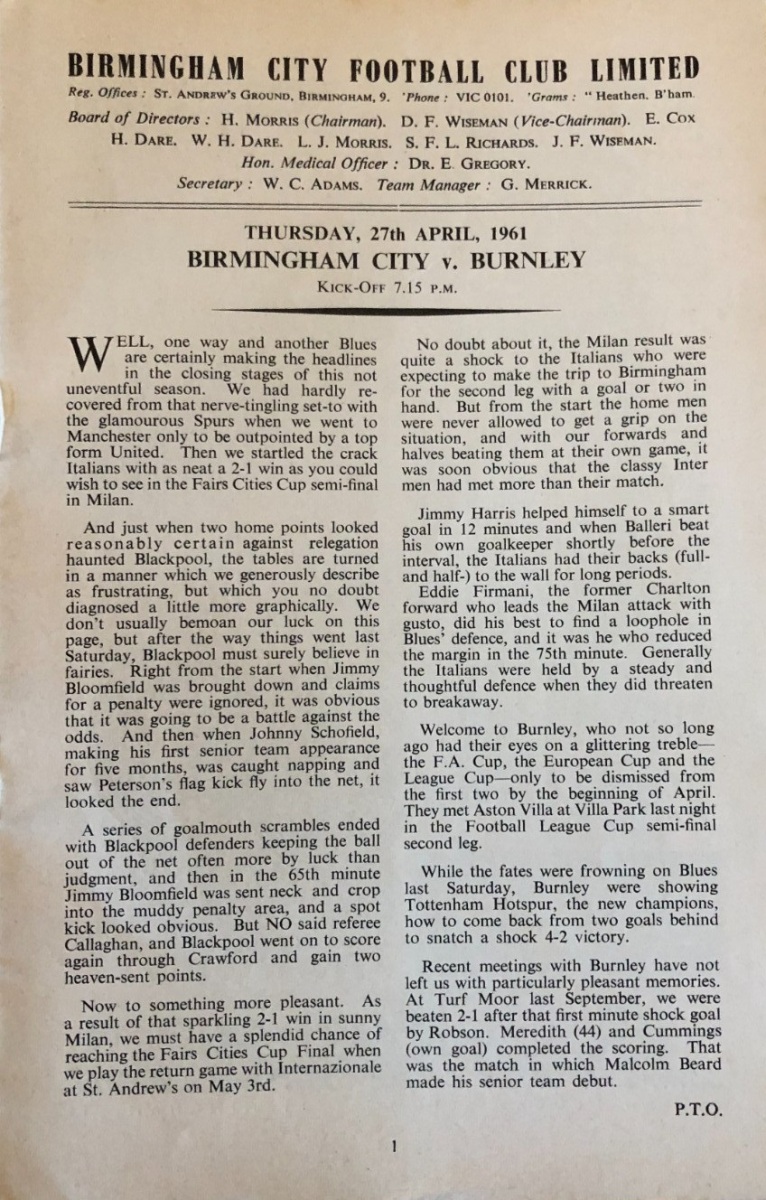 BIRMINGHAM CITY FOOTBALL CLUB LIMITED
Reg. Offices : ST. ANDREW'S GROUND, BIRMINGHAM, 9. 'Phone : VIC 0101. 'Grams : " Heathen. B'ham.
Board of Directors : H. MORRIS (Chairman). D. F. WISEMAN (Vice-Chairman). E. COX
H. DARE. W. H. DARE. L. J. MORRIS. S. F. L. RICHARDS. J. F. WISEMAN.
Hon. Medical Officer : DR. E. GREGORY.
Secretary : W. C. ADAMS. Team Manager : G. MERRICK.
THURSDAY, 27th APRIL, 1961
BIRMINGHAM CITY v. BURNLEY
KICK-OFF 7.15 P.M.
WELL, one way and another Blues
are certainly making the headlines
in the closing stages of this not
uneventful season. We had hardly re-
covered from that nerve-tingling set-to with
the glamourous Spurs when we went to
Manchester only to be outpointed by a top
form United. Then we startled the crack
Italians with as neat a 2-1 win as you could
wish to see in the Fairs Cities Cup semi-final
in Milan.
And just when two home points looked
reasonably certain against relegation
haunted Blackpool, the tables are turned
in a manner which we generously describe
as frustrating, but which you no doubt
diagnosed a little more graphically. We
don't usually bemoan our luck on this
page, but after the way things went last
Saturday, Blackpool must surely believe in
fairies. Right from the start when Jimmy
Bloomfield was brought down and claims
for a penalty were ignored, it was obvious
that it was going to be a battle against the
odds. And then when Johnny Schofield,
making his first senior team appearance
for five months, was caught napping and
saw Peterson's flag kick fly into the net, it
looked the end.
A series of goalmouth scrambles ended
with Blackpool defenders keeping the ball
out of the net often more by luck than
judgment, and then in the 65th minute
Jimmy Bloomfield was sent neck and crop
into the muddy penalty area, and a spot
kick looked obvious. But NO said referee
Callaghan, and Blackpool went on to score
again through Crawford and gain two
heaven-sent points.
Now to something more pleasant. As
a result of that sparkling 2-1 win in sunny
Milan, we must have a splendid chance of
reaching the Fairs Cities Cup Final when
we play the return game with Internazionale
at St. Andrew's on May 3rd.
No doubt about it, the Milan result was
quite a shock to the Italians who were
expecting to make the trip to Birmingham
for the second leg with a goal or two in
hand. But from the start the home men
were never allowed to get a grip on the
situation, and with our forwards and
halves beating them at their own game, it
was soon obvious that the classy Inter
men had met more than their match.
Jimmy Harris helped himself to a smart
goal in 12 minutes and when Balleri beat
his own goalkeeper shortly before the
interval, the Italians had their backs (full-
and half-) to the wall for long periods.
Eddie Firmani, the former Charlton
forward who leads the Milan attack with
gusto, did his best to find a loophole in
Blues' defence, and it was he who reduced
the margin in the 75th minute. Generally
the Italians were held by a steady and
thoughtful defence when they did threaten
to breakaway.
Welcome to Burnley, who not so long
ago had their eyes on a glittering treble—
the F.A. Cup, the European Cup and the
League Cup—only to be dismissed from
the first two by the beginning of April.
They met Aston Villa at Villa Park last night
in the Football League Cup semi-final
second leg.
While the fates were frowning on Blues
last Saturday, Burnley were showing
Tottenham Hotspur, the new champions,
how to come back from two goals behind
to snatch a shock 4-2 victory.
Recent meetings with Burnley have not
left us with particularly pleasant memories.
At Turf Moor last September, we were
beaten 2-1 after that first minute shock goal
by Robson. Meredith (44) and Cummings
(own goal) completed the scoring. That
was the match in which Malcolm Beard
made his senior team debut.
P.T.O.
1